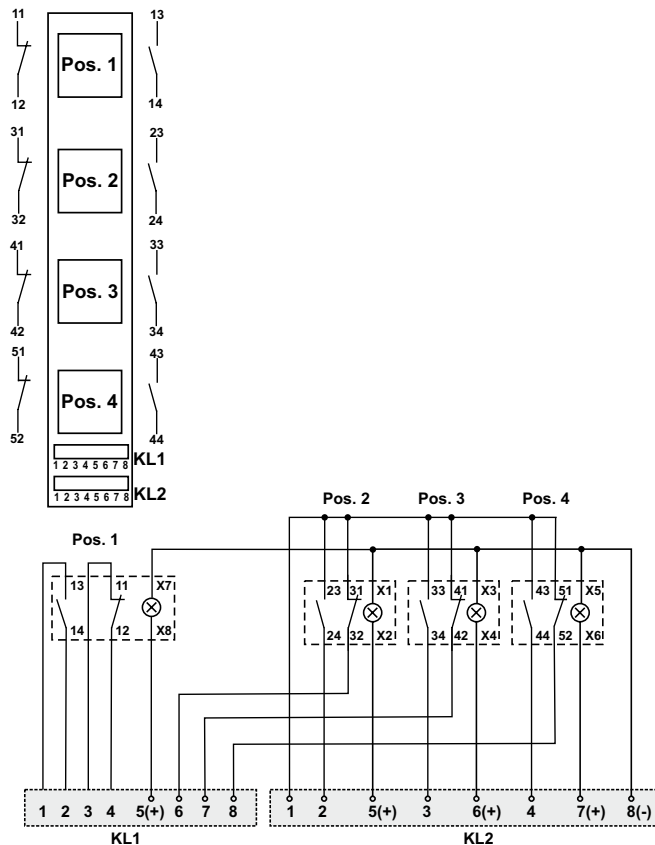 11 13
Pos. 1
12 14
31 23
Pos. 2
32 24
41 33
Pos. 3
42 34
51 43
Pos. 4
52 44
KL1
1 2 3 4 5 6 7 8
KL2
1 2 3 4 5 6 7 8
Pos. 2 Pos. 3 Pos. 4
Pos. 1
13 11 X7
23 31 X1 33 41 X3 43 51 X5
14 12 X8
24 32 X2 34 42 X4 44 52 X6
1 2 3 4 5(+) 6 7 8 1 2 5(+) 3 6(+) 4 7(+) 8(-)
KL1 KL2